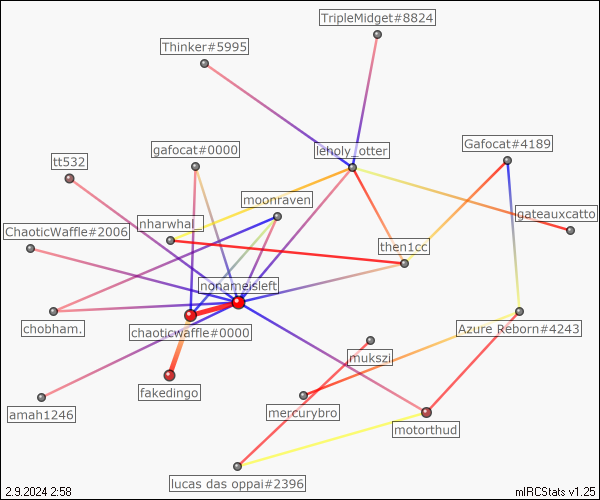 TripleMidget#8824
Thinker#5995
Gafocat#4189
gafocat#0000
leholy_otter
tt532
moonraven
nharwhal_
gateauxcatto
ChaoticWaffle#2006
then1cc
nonameisleft
chobham.
chaoticwaffle#0000
Azure Reborn#4243
mukszi
fakedingo
amah1246
mercurybro
motorthud
lucas das oppai#2396
2.9.2024 2:58
mIRCStats v1.25